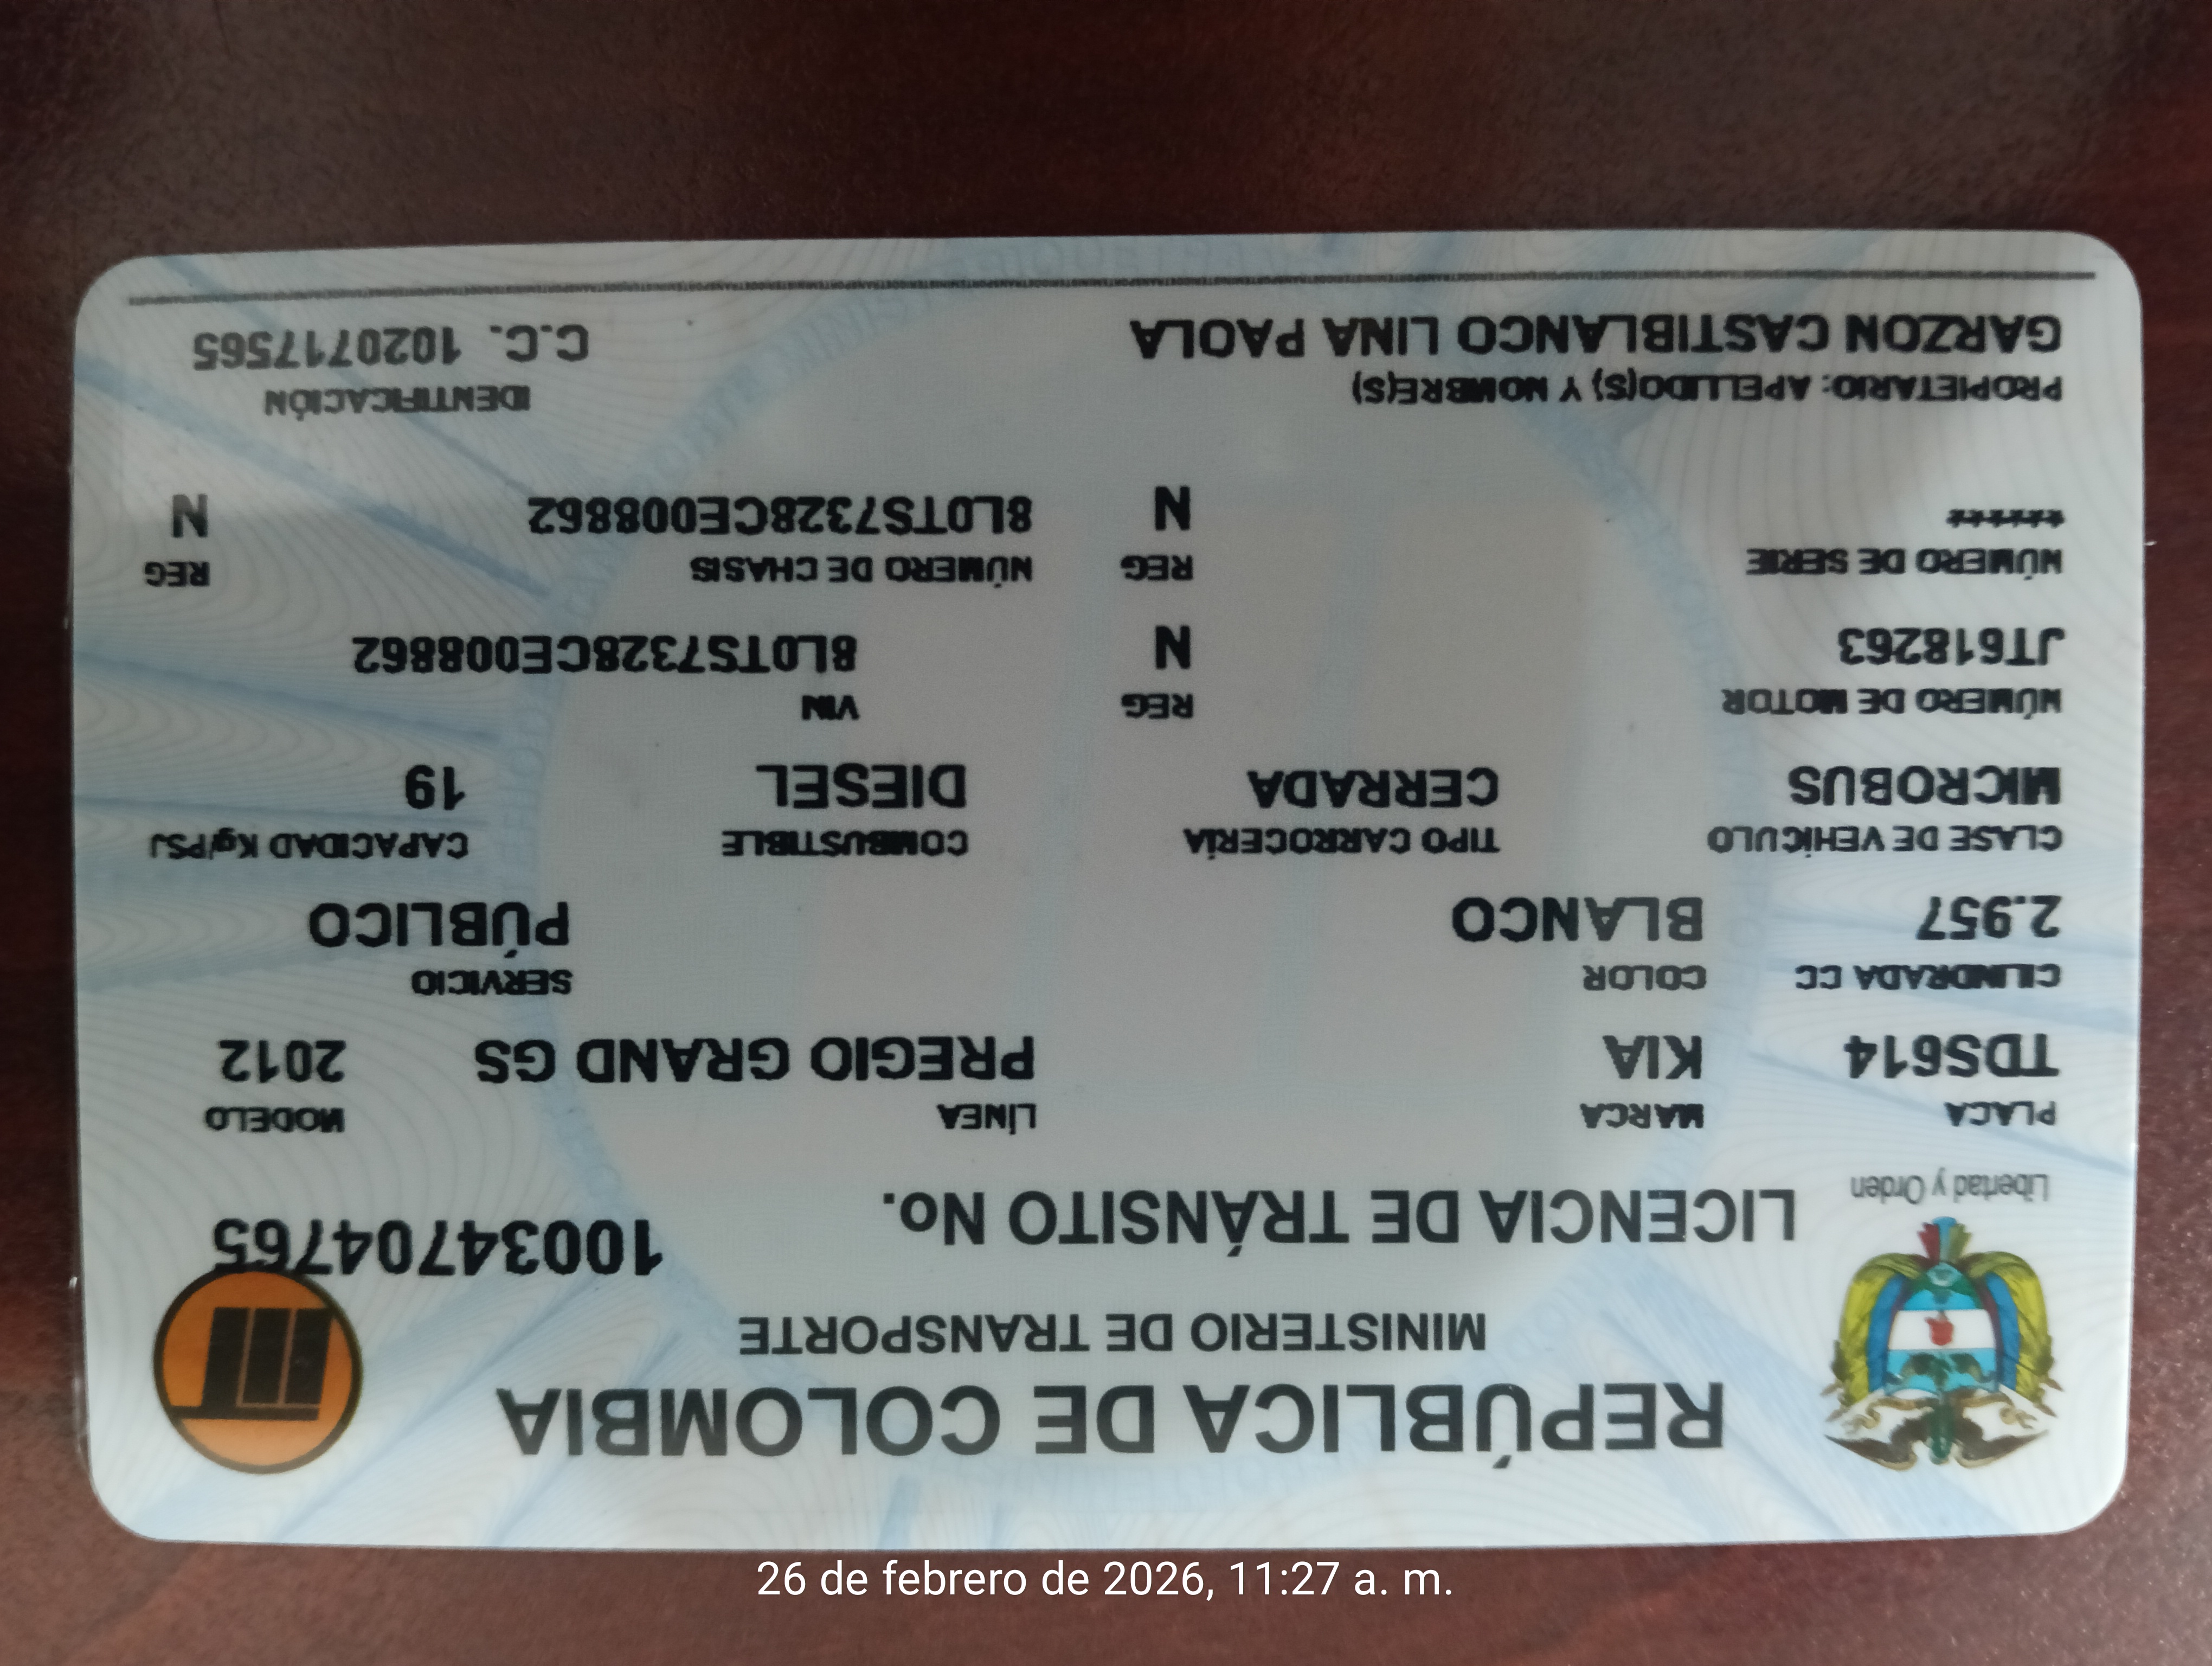 REPÚBLICA DE COLOMBIA
MINISTERIO DE TRANSPORTE
Libertad y Orden
LICENCIA DE TRÁNSITO No. 10034704765
PLACA MARCA LÍNEA MODELO
TDS614 KIA PREGIO GRAND GS 2012
CILINDRADA CC COLOR SERVICIO
2.957 BLANCO PÚBLICO
CLASE DE VEHÍCULO TIPO CARROCERÍA COMBUSTIBLE CAPACIDAD Kg/PSJ
MICROBUS CERRADA DIESEL 19
NÚMERO DE MOTOR REG VIN
JT618263 N 8L0TS7328CE008862
NÚMERO DE SERIE REG NÚMERO DE CHASIS REG
****** N 8L0TS7328CE008862 N
PROPIETARIO: APELLIDO(S) Y NOMBRE(S) IDENTIFICACIÓN
GARZON CASTIBLANCO LINA PAOLA C.C. 1020717565
26 de febrero de 2026, 11:27 a. m.